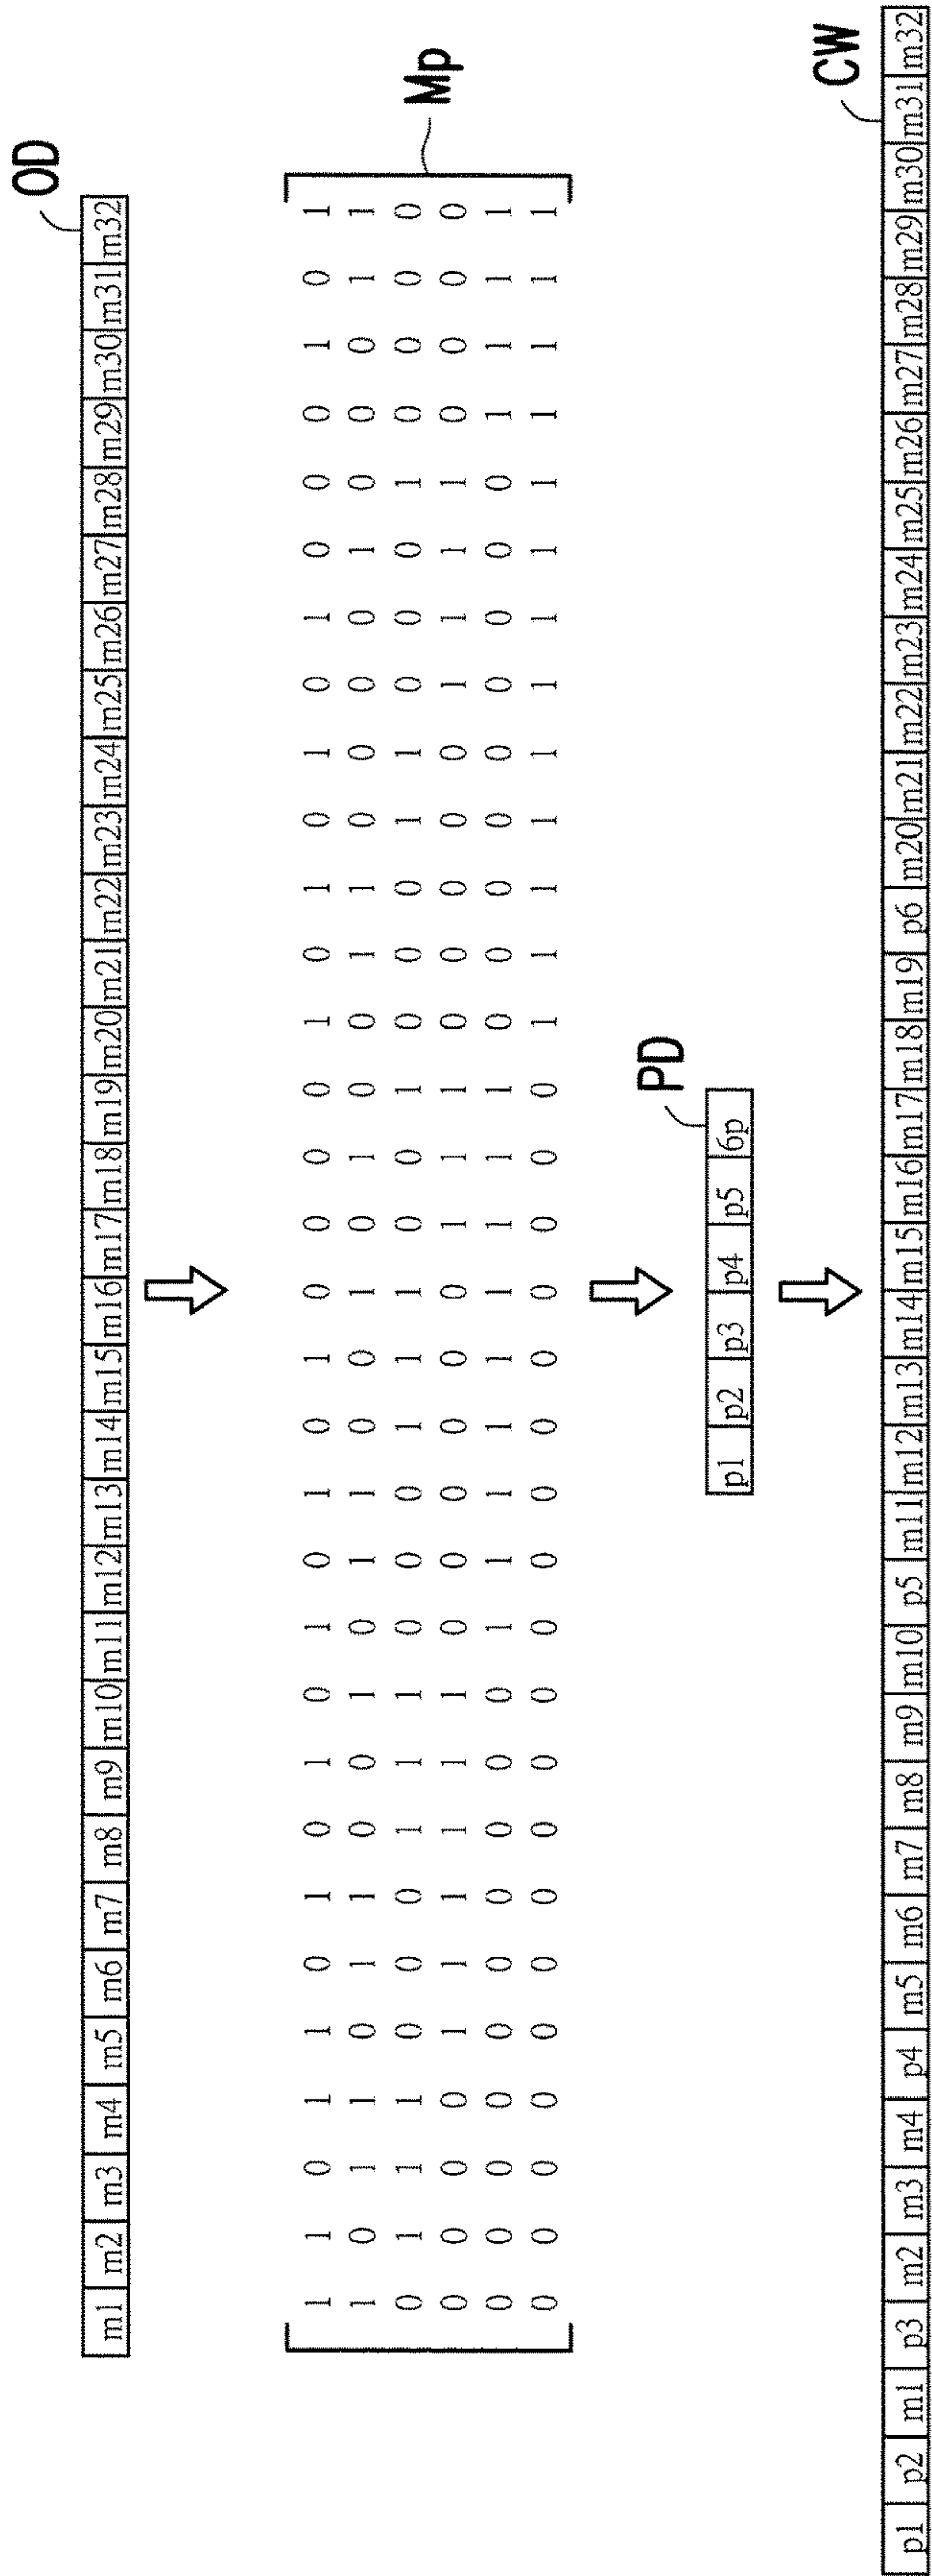 OD
m1 m2 m3 m4 m5 m6 m7 m8 m9 m10 m11 m12 m13 m14 m15 m16 m17 m18 m19 m20 m21 m22 m23 m24 m25 m26 m27 m28 m29 m30 m31 m32
1 1 0 1 1 0 1 0 1 0 1 0 1 0 1 0 0 0 0 1 0 1 0 1 0 1 0 0 0 1 0 1
1 0 1 1 0 1 1 0 0 1 0 1 1 0 0 1 0 1 0 0 1 1 0 0 0 0 1 0 0 0 1 1
0 1 1 1 0 0 0 1 1 1 0 0 0 1 1 1 0 0 1 0 0 0 1 1 0 0 0 1 0 0 0 0
0 0 0 0 1 1 1 1 1 1 0 0 0 0 0 0 1 1 1 0 0 0 0 0 1 1 1 1 0 0 0 0
0 0 0 0 0 0 0 0 0 0 1 1 1 1 1 1 1 1 1 0 0 0 0 0 0 0 0 0 1 1 1 1
0 0 0 0 0 0 0 0 0 0 0 0 0 0 0 0 0 0 0 1 1 1 1 1 1 1 1 1 1 1 1 1
Mp
PD
p1 p2 p3 p4 p5 6p
CW
p1 p2 m1 p3 m2 m3 m4 p4 m5 m6 m7 m8 m9 m10 p5 m11 m12 m13 m14 m15 m16 m17 m18 m19 p6 m20 m21 m22 m23 m24 m25 m26 m27 m28 m29 m30 m31 m32